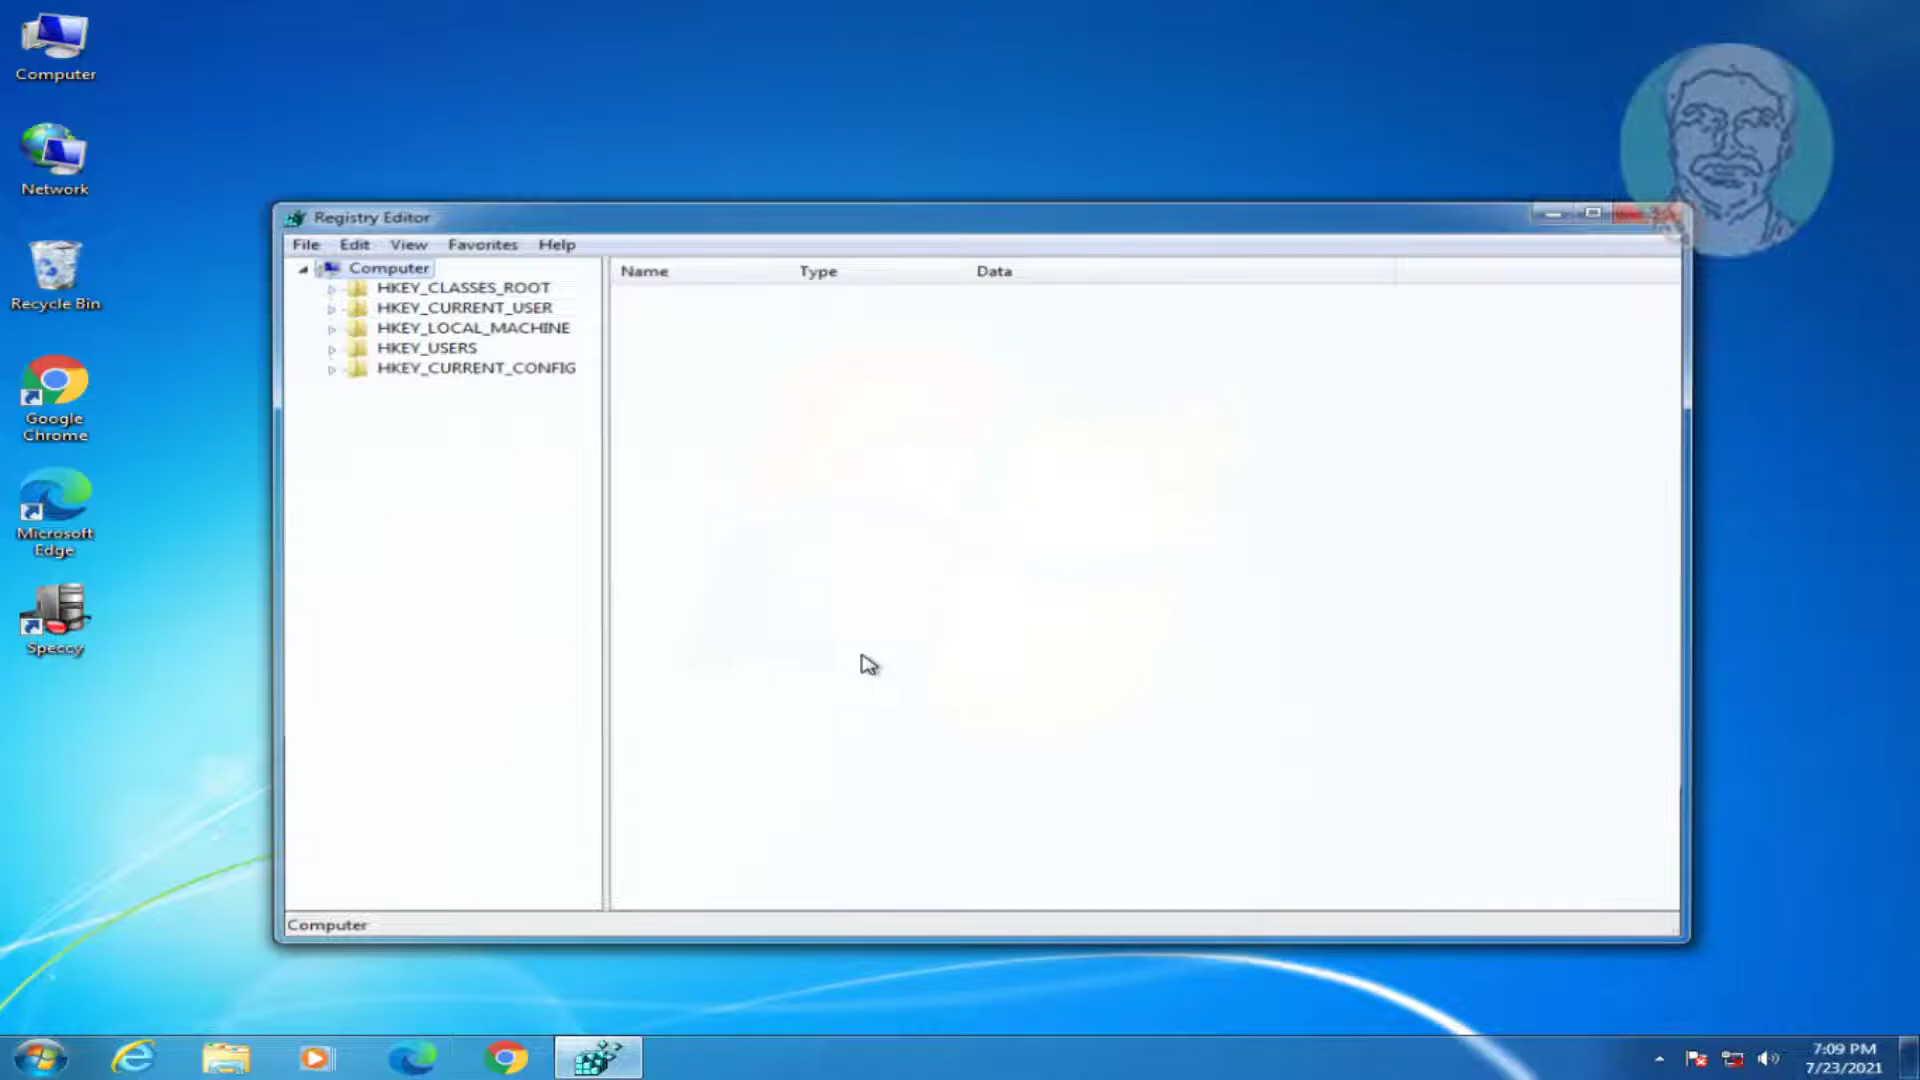 Computer
Network
Recycle Bin
Google
Chrome
Microsoft
Edge
Speccy
Registry Editor
File Edit View Favorites Help
Computer
HKEY_CLASSES_ROOT
HKEY_CURRENT_USER
HKEY_LOCAL_MACHINE
HKEY_USERS
HKEY_CURRENT_CONFIG
Name Type Data
Computer
7:09 PM
7/23/2021